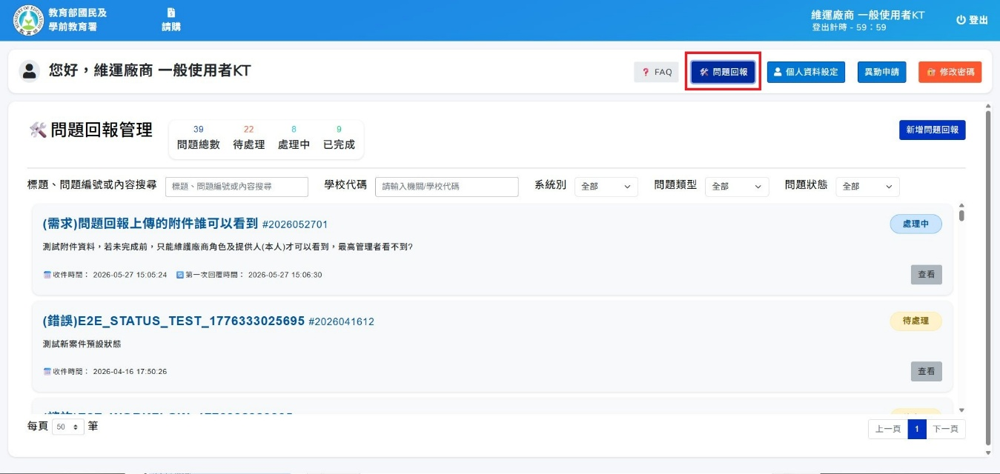 教育部國民及
學前教育署
請購
維運廠商 一般使用者KT
登出計時 - 59：59
登出
您好，維運廠商 一般使用者KT
FAQ
問題回報
個人資料設定
異動申請
修改密碼
問題回報管理
39 22 8 9
問題總數 待處理 處理中 已完成
新增問題回報
標題、問題編號或內容搜尋 標題、問題編號或內容搜尋 學校代碼 請輸入機關/學校代碼 系統別 全部 問題類型 全部 問題狀態 全部
(需求)問題回報上傳的附件誰可以看到 #2026052701
處理中
測試附件資料，若未完成前，只能維護廠商角色及提供人(本人)才可以看到，最高管理者看不到?
收件時間： 2026-05-27 15:05:24 第一次回覆時間： 2026-05-27 15:06:30
查看
(錯誤)E2E_STATUS_TEST_1776333025695 #2026041612
待處理
測試新案件預設狀態
收件時間： 2026-04-16 17:50:26
查看
每頁 50 筆
上一頁 1 下一頁